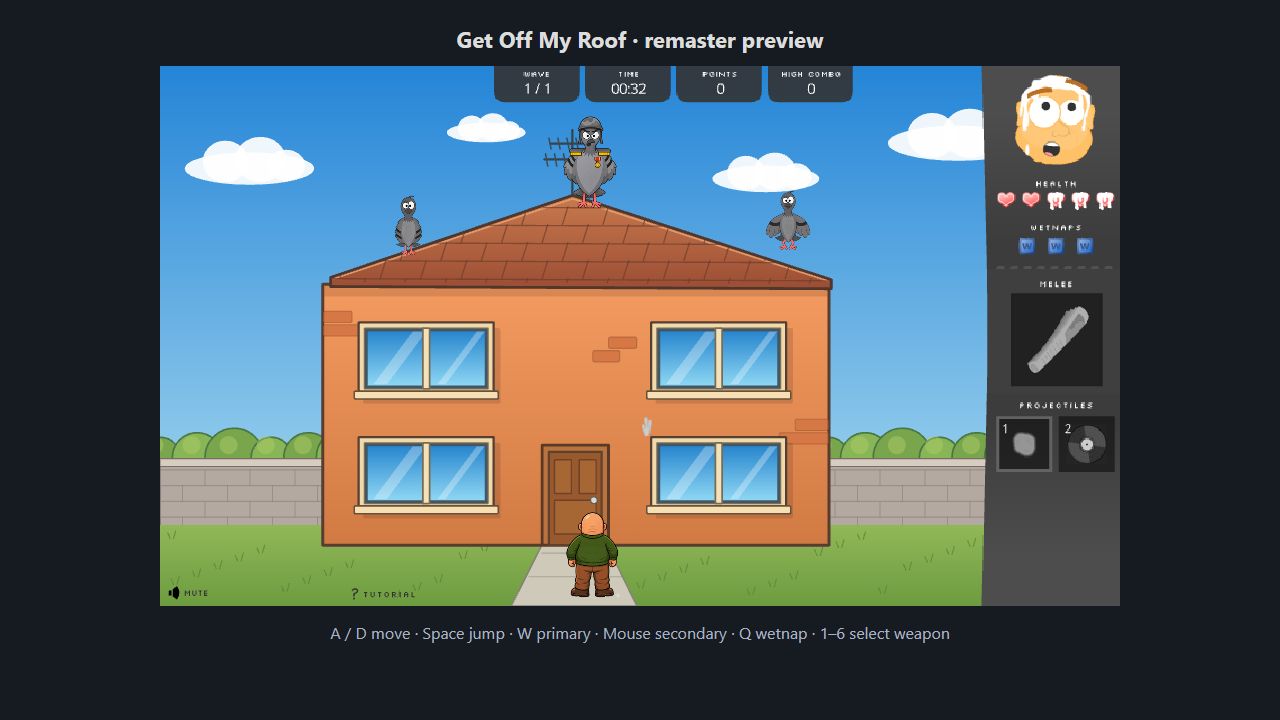 Get Off My Roof · remaster preview
WAVE
1 / 1
TIME
00:32
POINTS
0
HIGH COMBO
0
HEALTH
WETNAPS
W W W
MELEE
PROJECTILES
1 2
MUTE
? TUTORIAL
A / D move · Space jump · W primary · Mouse secondary · Q wetnap · 1–6 select weapon